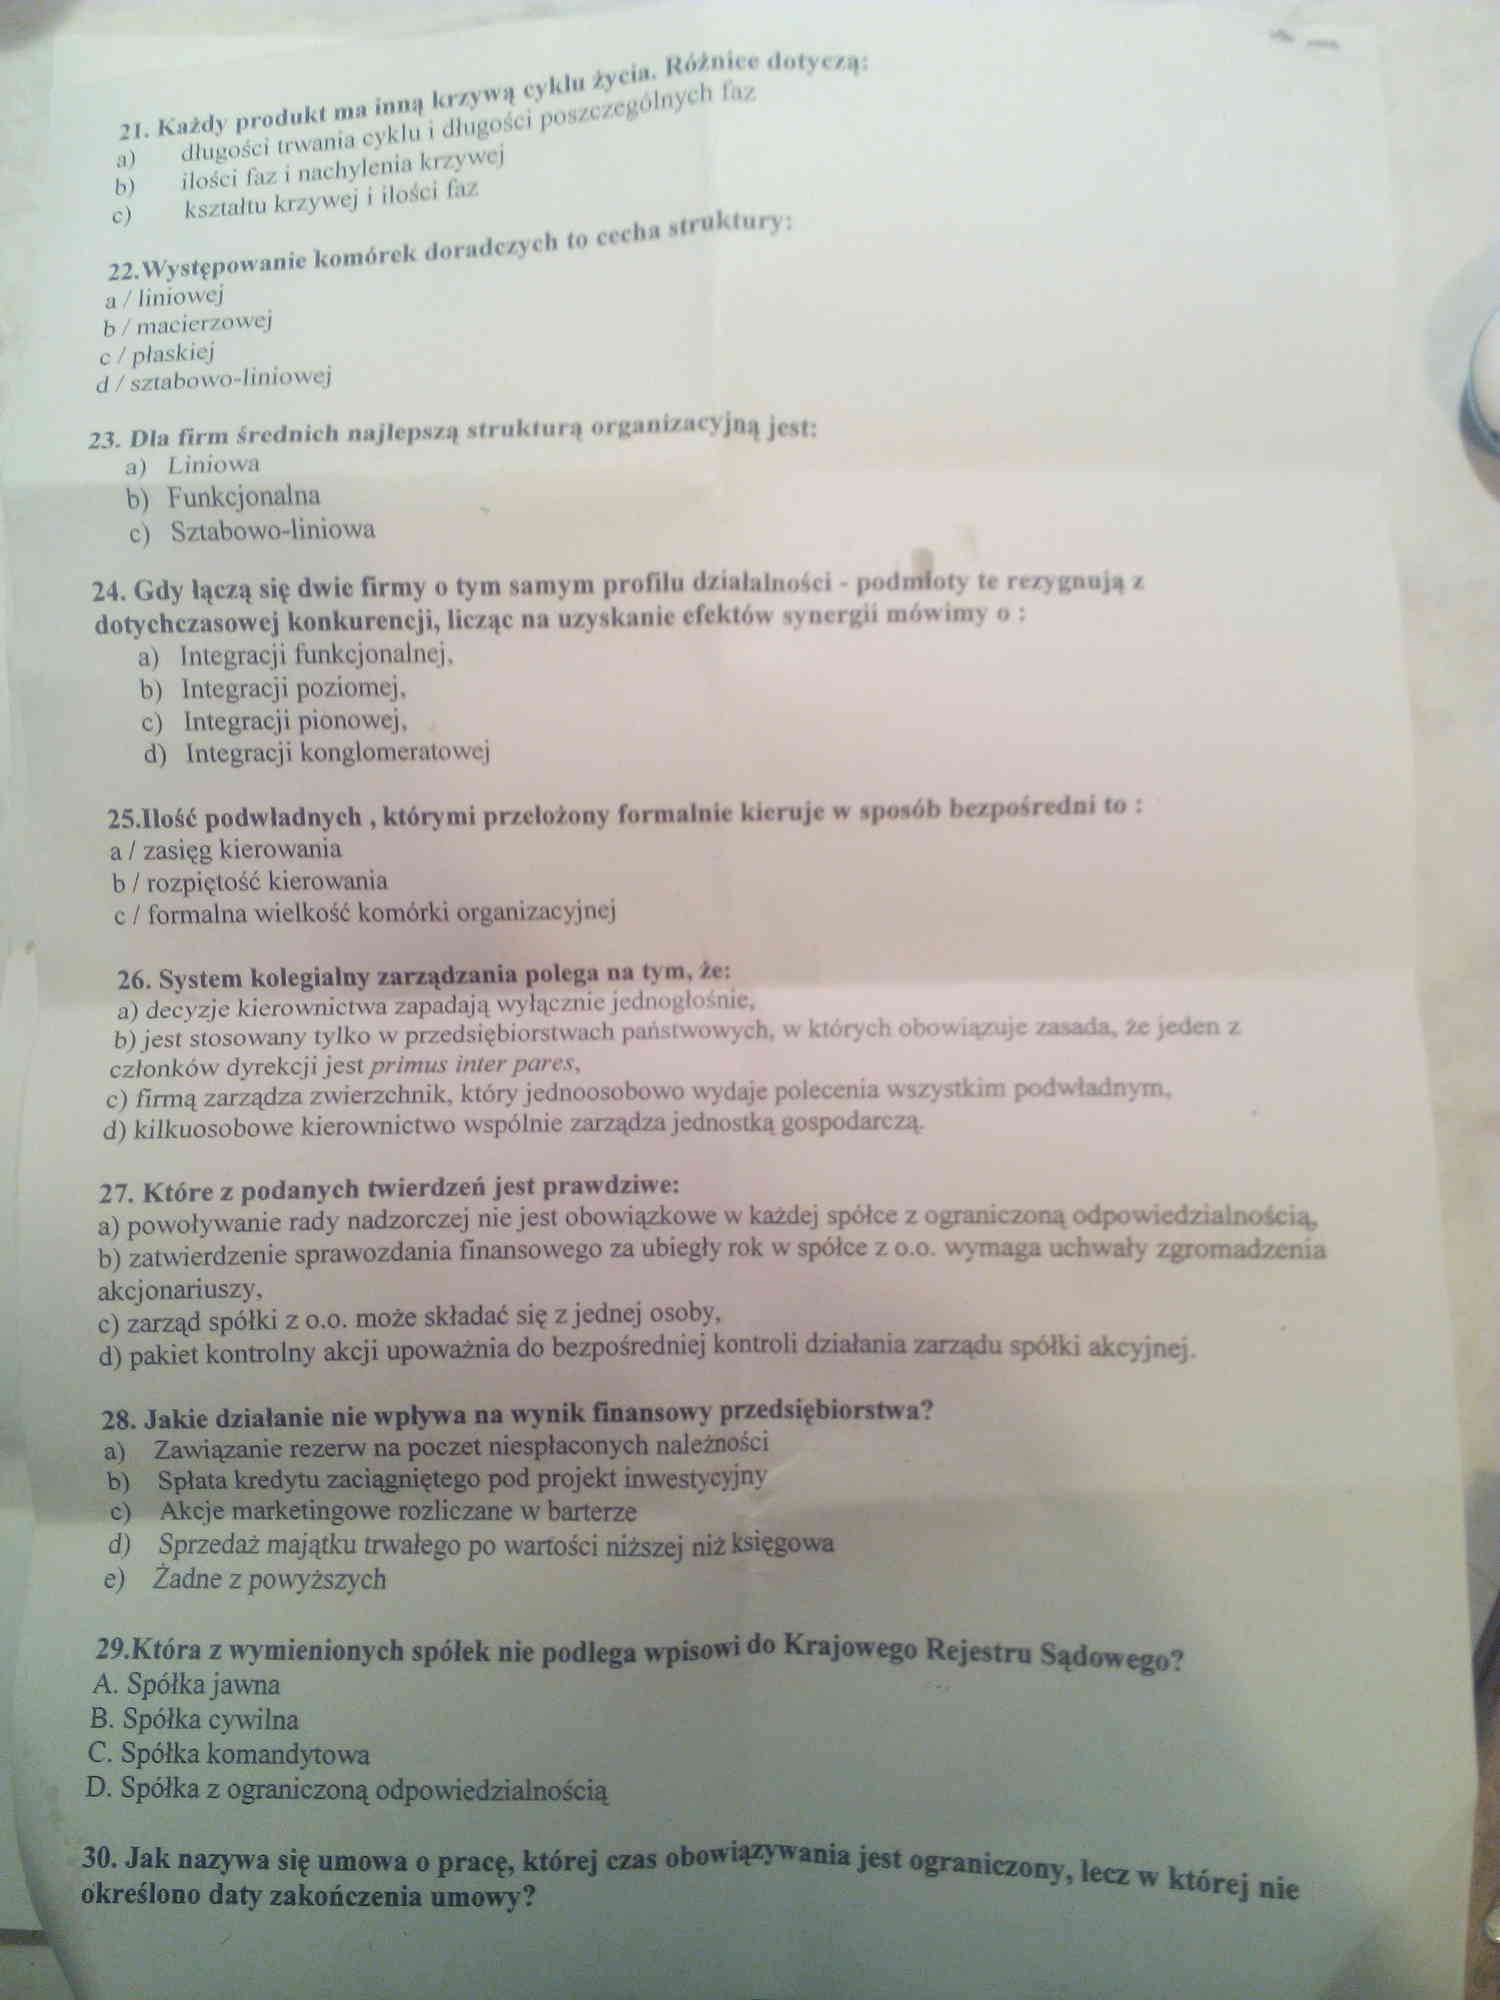 21. Każdy produkt ma inną krzywą cyklu życia. Różnice dotyczą:
a) długości trwania cyklu i długości poszczególnych faz
b) ilości faz i nachylenia krzywej
c) kształtu krzywej i ilości faz
22.Występowanie komórek doradczych to cecha struktury:
a / liniowej
b / macierzowej
c / płaskiej
d / sztabowo-liniowej
23. Dla firm średnich najlepszą strukturą organizacyjną jest:
a) Liniowa
b) Funkcjonalna
c) Sztabowo-liniowa
24. Gdy łączą się dwie firmy o tym samym profilu działalności - podmioty te rezygnują z
dotychczasowej konkurencji, licząc na uzyskanie efektów synergii mówimy o :
a) Integracji funkcjonalnej,
b) Integracji poziomej,
c) Integracji pionowej,
d) Integracji konglomeratowej
25.Ilość podwładnych , którymi przełożony formalnie kieruje w sposób bezpośredni to :
a / zasięg kierowania
b / rozpiętość kierowania
c / formalna wielkość komórki organizacyjnej
26. System kolegialny zarządzania polega na tym, że:
a) decyzje kierownictwa zapadają wyłącznie jednogłośnie,
b) jest stosowany tylko w przedsiębiorstwach państwowych, w których obowiązuje zasada, że jeden z
członków dyrekcji jest primus inter pares,
c) firmą zarządza zwierzchnik, który jednoosobowo wydaje polecenia wszystkim podwładnym,
d) kilkuosobowe kierownictwo wspólnie zarządza jednostką gospodarczą.
27. Które z podanych twierdzeń jest prawdziwe:
a) powoływanie rady nadzorczej nie jest obowiązkowe w każdej spółce z ograniczoną odpowiedzialnością,
b) zatwierdzenie sprawozdania finansowego za ubiegły rok w spółce z o.o. wymaga uchwały zgromadzenia
akcjonariuszy,
c) zarząd spółki z o.o. może składać się z jednej osoby,
d) pakiet kontrolny akcji upoważnia do bezpośredniej kontroli działania zarządu spółki akcyjnej.
28. Jakie działanie nie wpływa na wynik finansowy przedsiębiorstwa?
a) Zawiązanie rezerw na poczet niespłaconych należności
b) Spłata kredytu zaciągniętego pod projekt inwestycyjny
c) Akcje marketingowe rozliczane w barterze
d) Sprzedaż majątku trwałego po wartości niższej niż księgowa
e) Żadne z powyższych
29.Która z wymienionych spółek nie podlega wpisowi do Krajowego Rejestru Sądowego?
A. Spółka jawna
B. Spółka cywilna
C. Spółka komandytowa
D. Spółka z ograniczoną odpowiedzialnością
30. Jak nazywa się umowa o pracę, której czas obowiązywania jest ograniczony, lecz w której nie
określono daty zakończenia umowy?